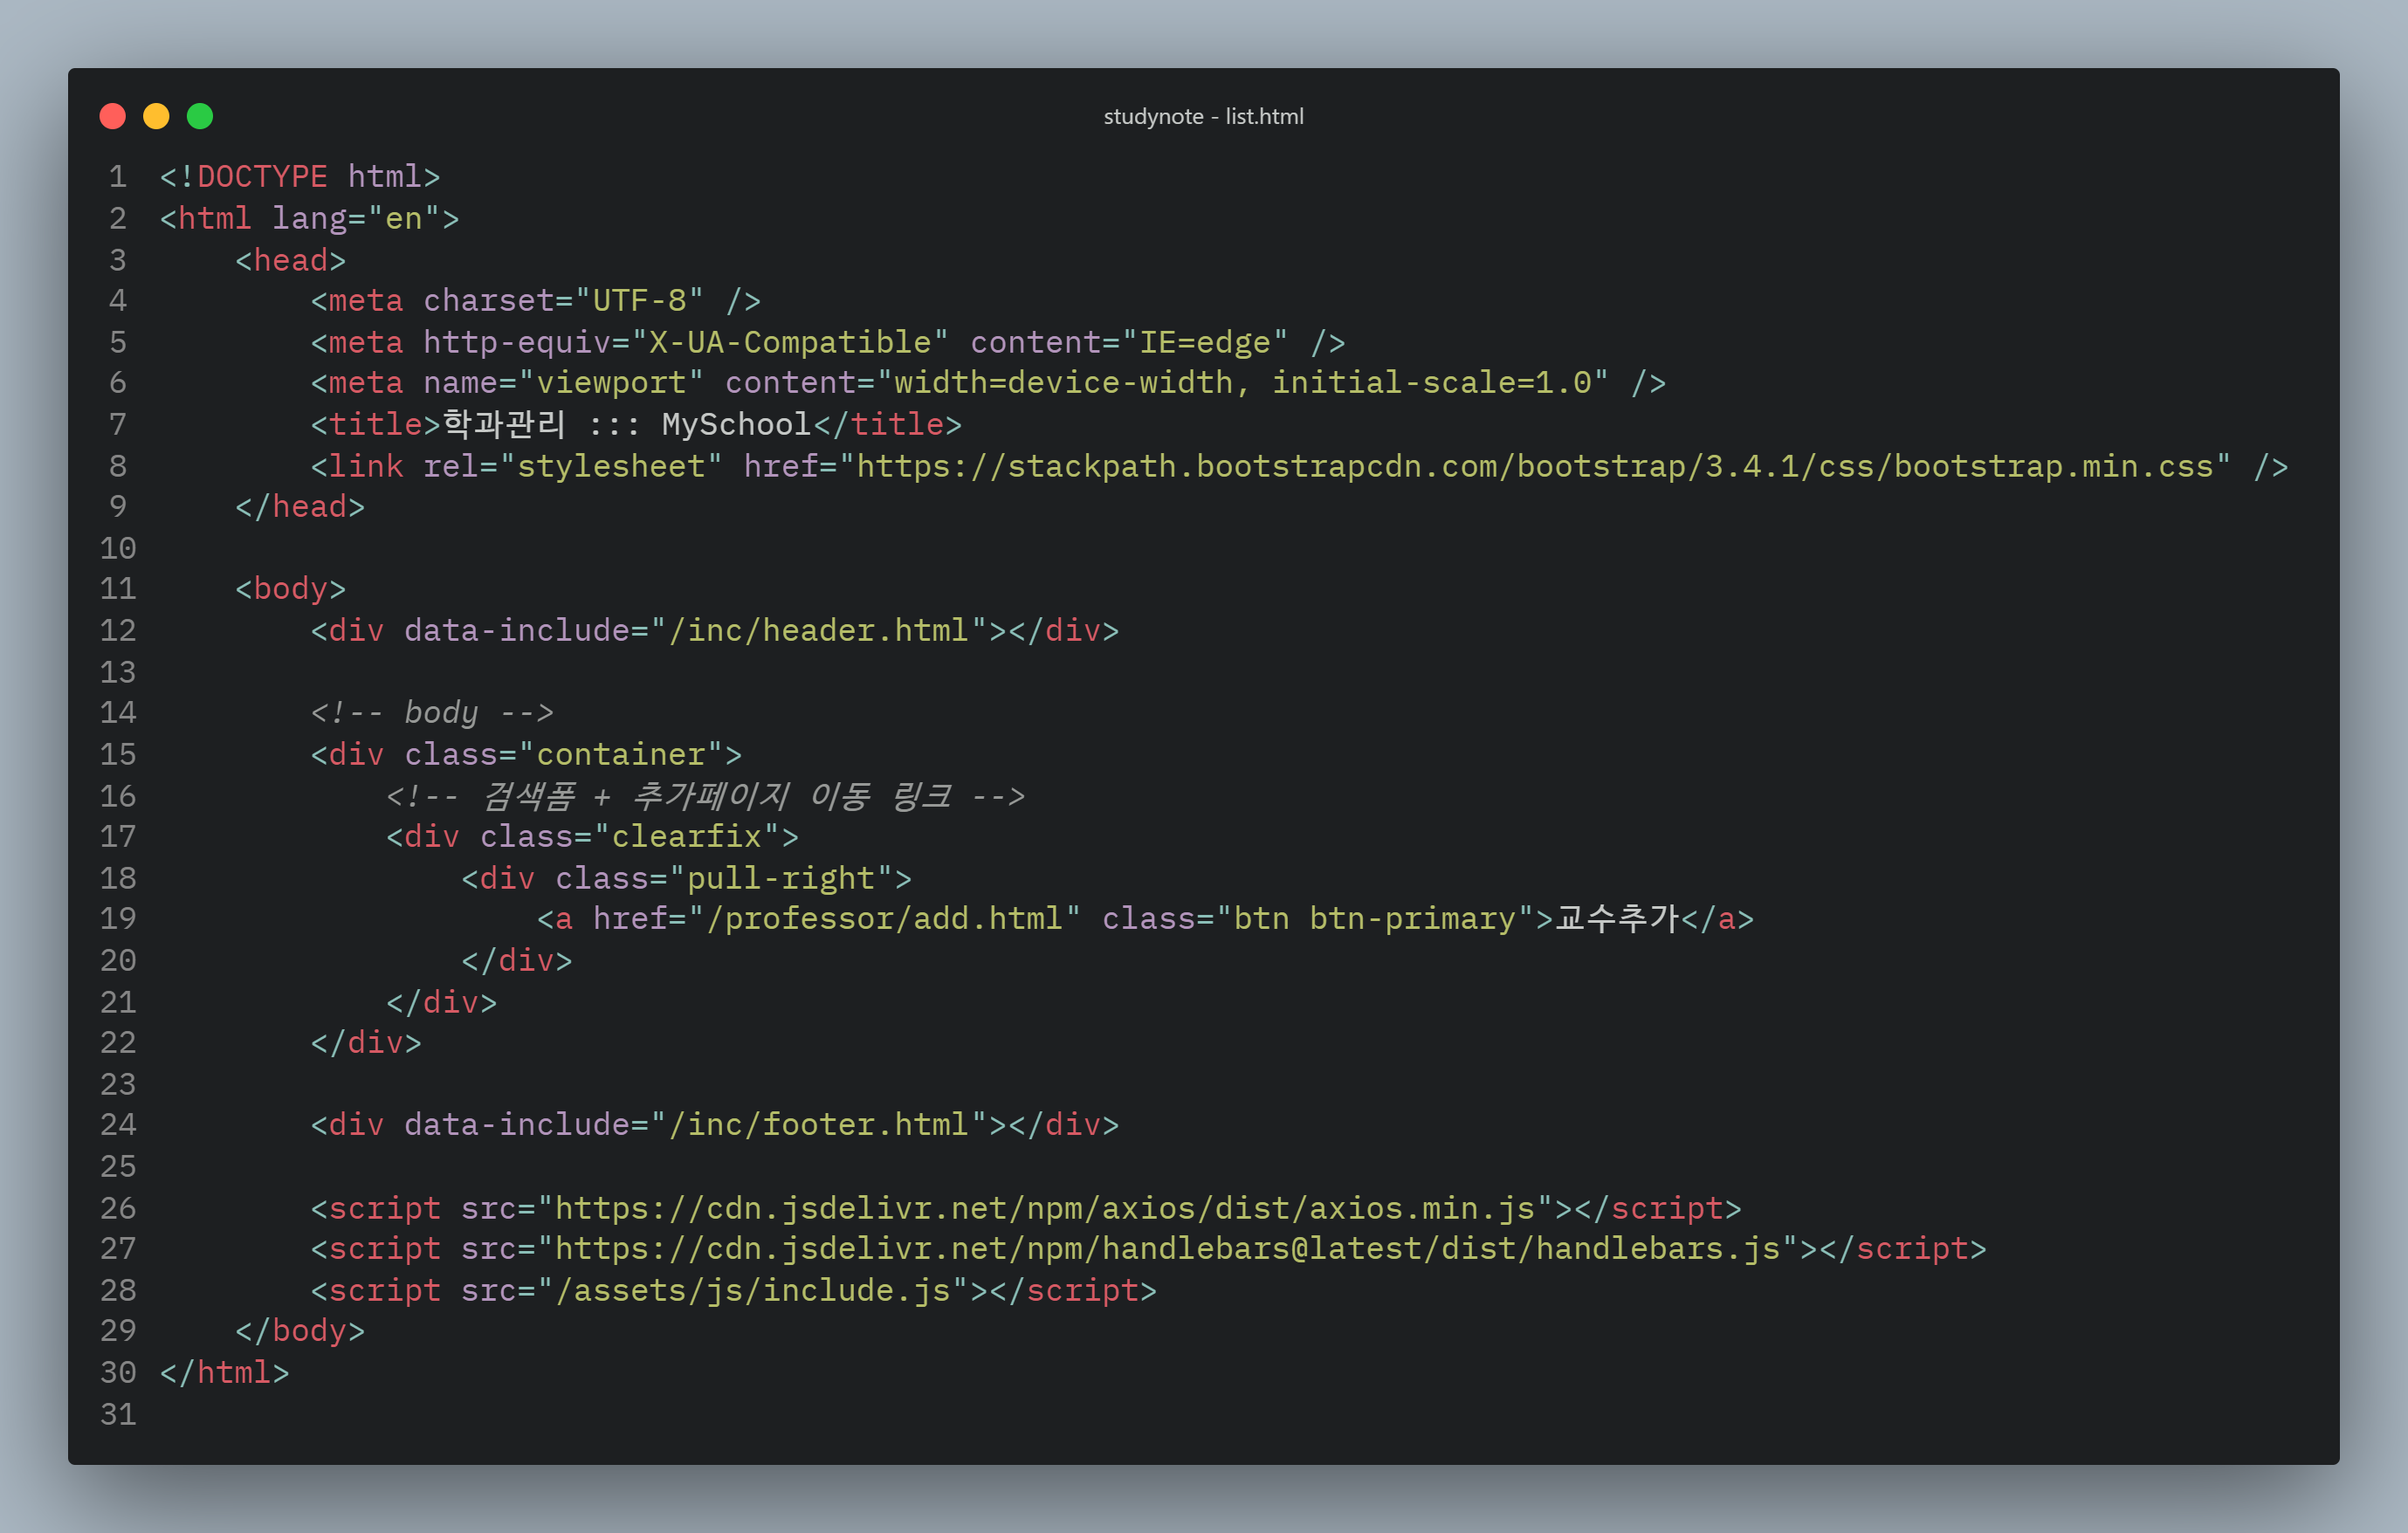 studynote - list.html
1 <!DOCTYPE html>
2 <html lang="en">
3     <head>
4         <meta charset="UTF-8" />
5         <meta http-equiv="X-UA-Compatible" content="IE=edge" />
6         <meta name="viewport" content="width=device-width, initial-scale=1.0" />
7         <title>학과관리 ::: MySchool</title>
8         <link rel="stylesheet" href="https://stackpath.bootstrapcdn.com/bootstrap/3.4.1/css/bootstrap.min.css" />
9     </head>
10
11     <body>
12         <div data-include="/inc/header.html"></div>
13
14         <!-- body -->
15         <div class="container">
16             <!-- 검색폼 + 추가페이지 이동 링크 -->
17             <div class="clearfix">
18                 <div class="pull-right">
19                     <a href="/professor/add.html" class="btn btn-primary">교수추가</a>
20                 </div>
21             </div>
22         </div>
23
24         <div data-include="/inc/footer.html"></div>
25
26         <script src="https://cdn.jsdelivr.net/npm/axios/dist/axios.min.js"></script>
27         <script src="https://cdn.jsdelivr.net/npm/handlebars@latest/dist/handlebars.js"></script>
28         <script src="/assets/js/include.js"></script>
29     </body>
30 </html>
31